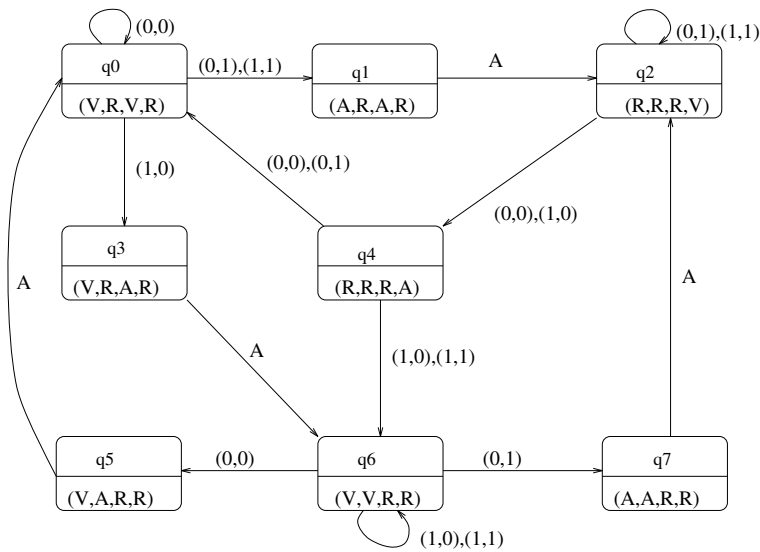 (0,0)
(0,1),(1,1)
q0
(0,1),(1,1)
q1
A
q2
(V,R,V,R)
(A,R,A,R)
(R,R,R,V)
(1,0)
(0,0),(0,1)
(0,0),(1,0)
q3
q4
(V,R,A,R)
(R,R,R,A)
A
A
A
(1,0),(1,1)
q5
(0,0)
q6
(0,1)
q7
(V,A,R,R)
(V,V,R,R)
(A,A,R,R)
(1,0),(1,1)